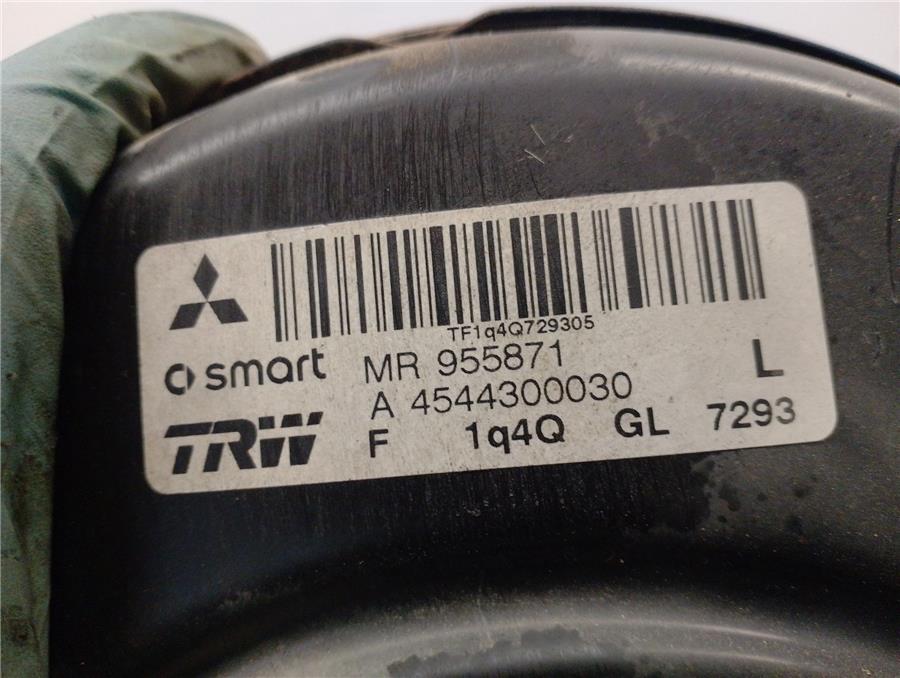 TF1q4Q729305
smart MR 955871 L
A 4544300030
TRW F 1q4Q GL 7293